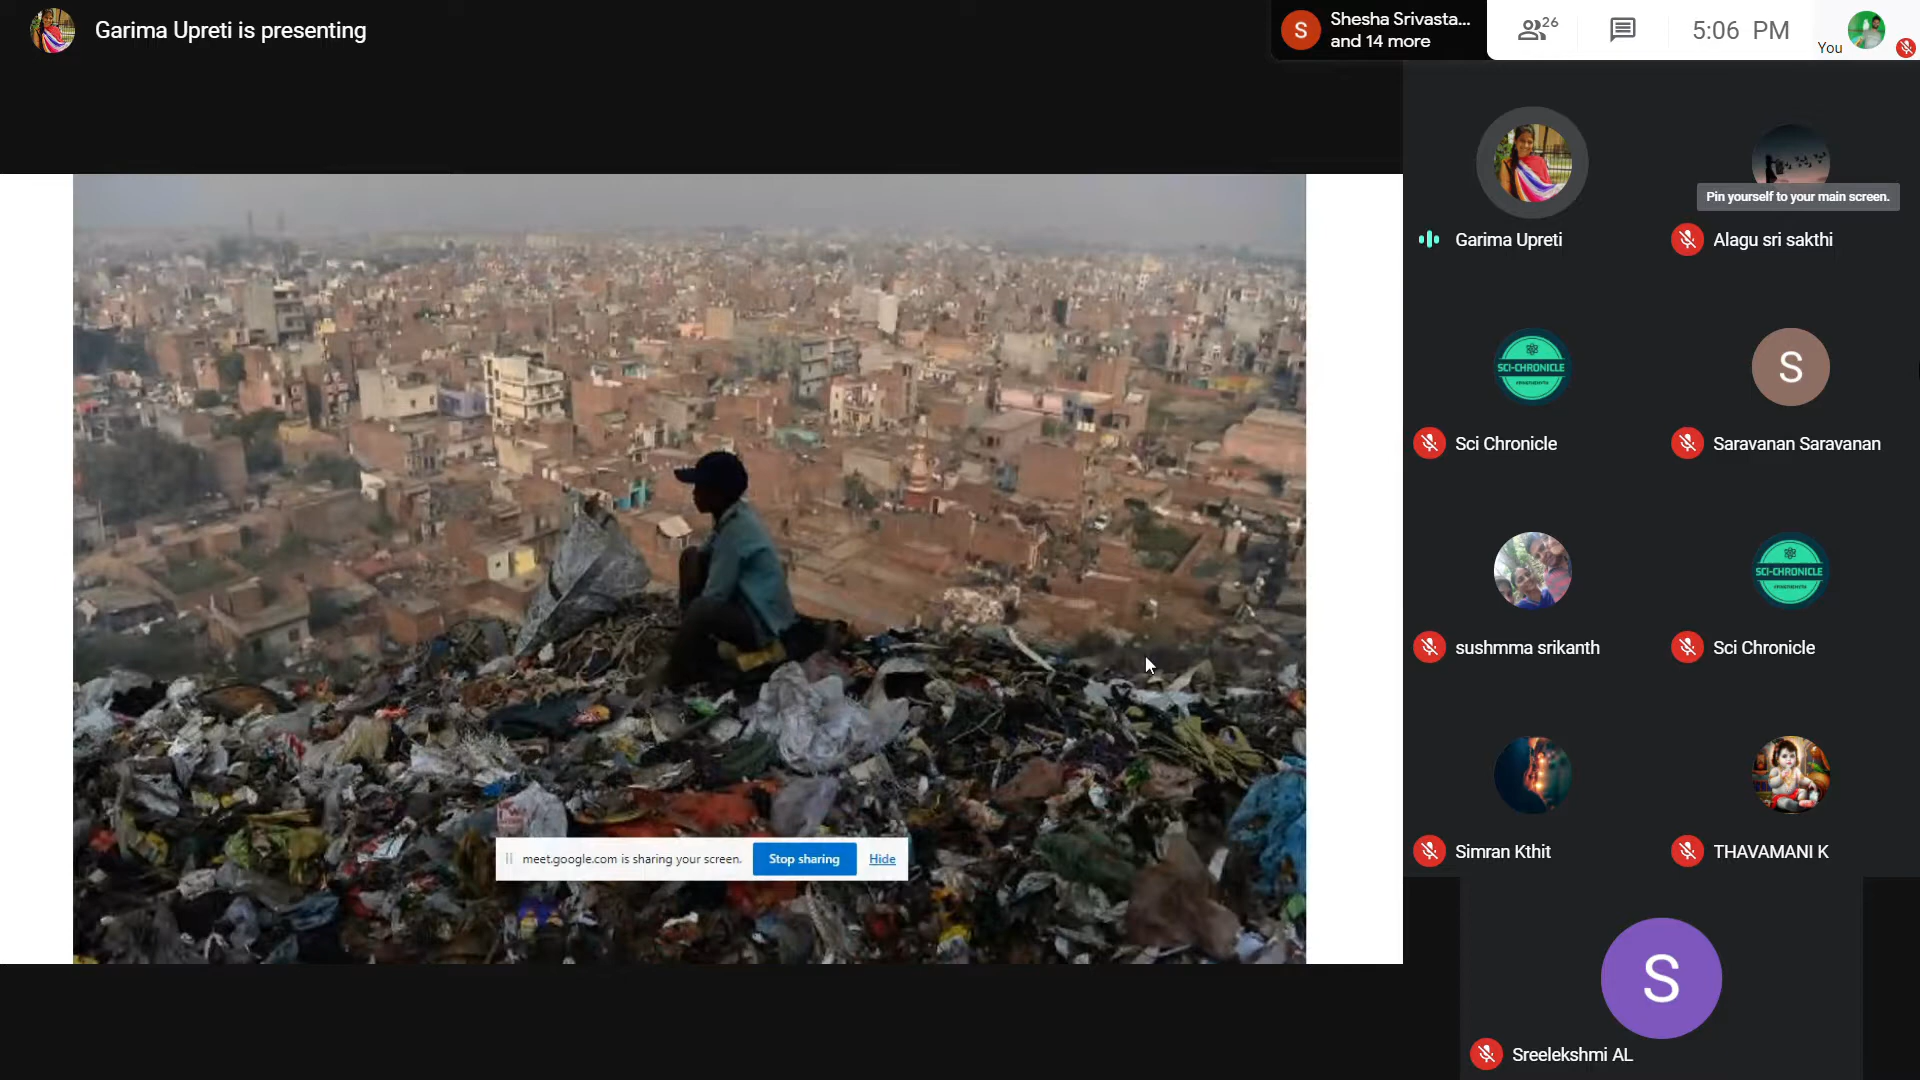 Garima Upreti is presenting
S
Shesha Srivasta...
and 14 more
26
5:06 PM
You
Pin yourself to your main screen.
Garima Upreti
Alagu sri sakthi
SCI-CHRONICLE
S
Sci Chronicle
Saravanan Saravanan
SCI-CHRONICLE
sushmma srikanth
Sci Chronicle
Simran Kthit
THAVAMANI K
meet.google.com is sharing your screen.
Stop sharing
Hide
S
Sreelekshmi AL